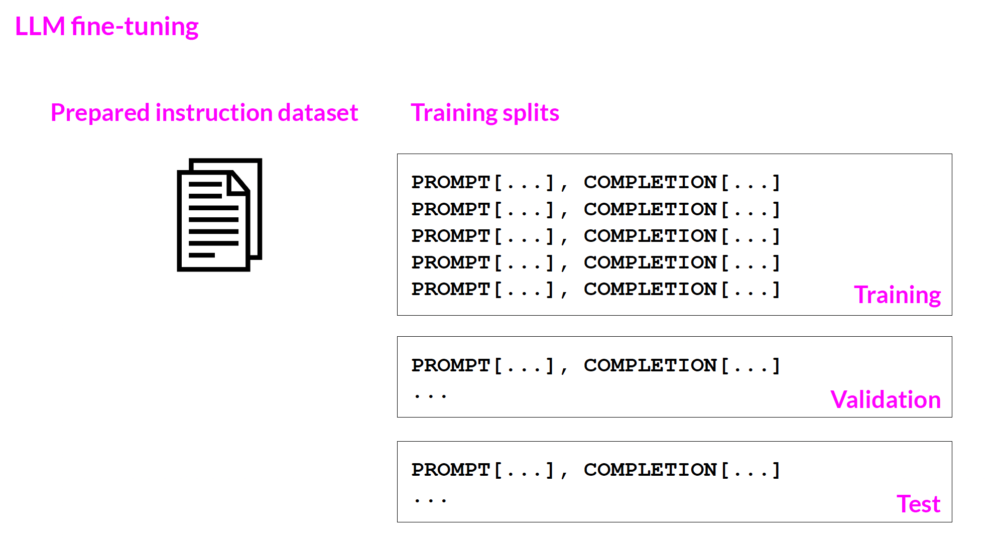 LLM fine-tuning
Prepared instruction dataset
Training splits
PROMPT[...], COMPLETION[...]
PROMPT[...], COMPLETION[...]
PROMPT[...], COMPLETION[...]
PROMPT[...], COMPLETION[...]
PROMPT[...], COMPLETION[...]
Training
PROMPT[...], COMPLETION[...]
...
Validation
PROMPT[...], COMPLETION[...]
...
Test